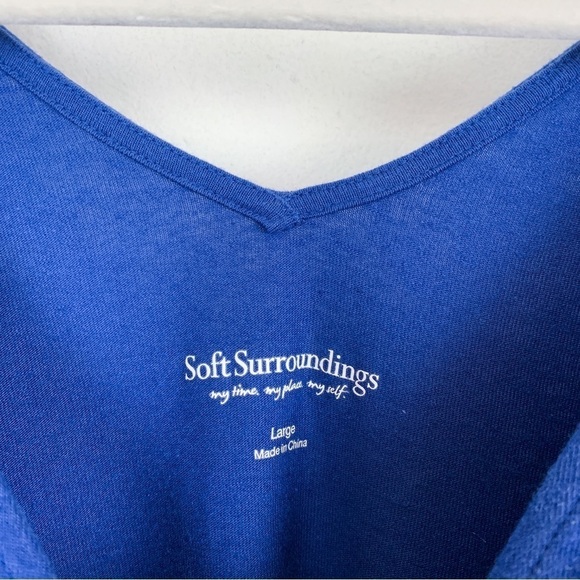 Soft Surroundings
my time. my place. my self.
Large
Made in China